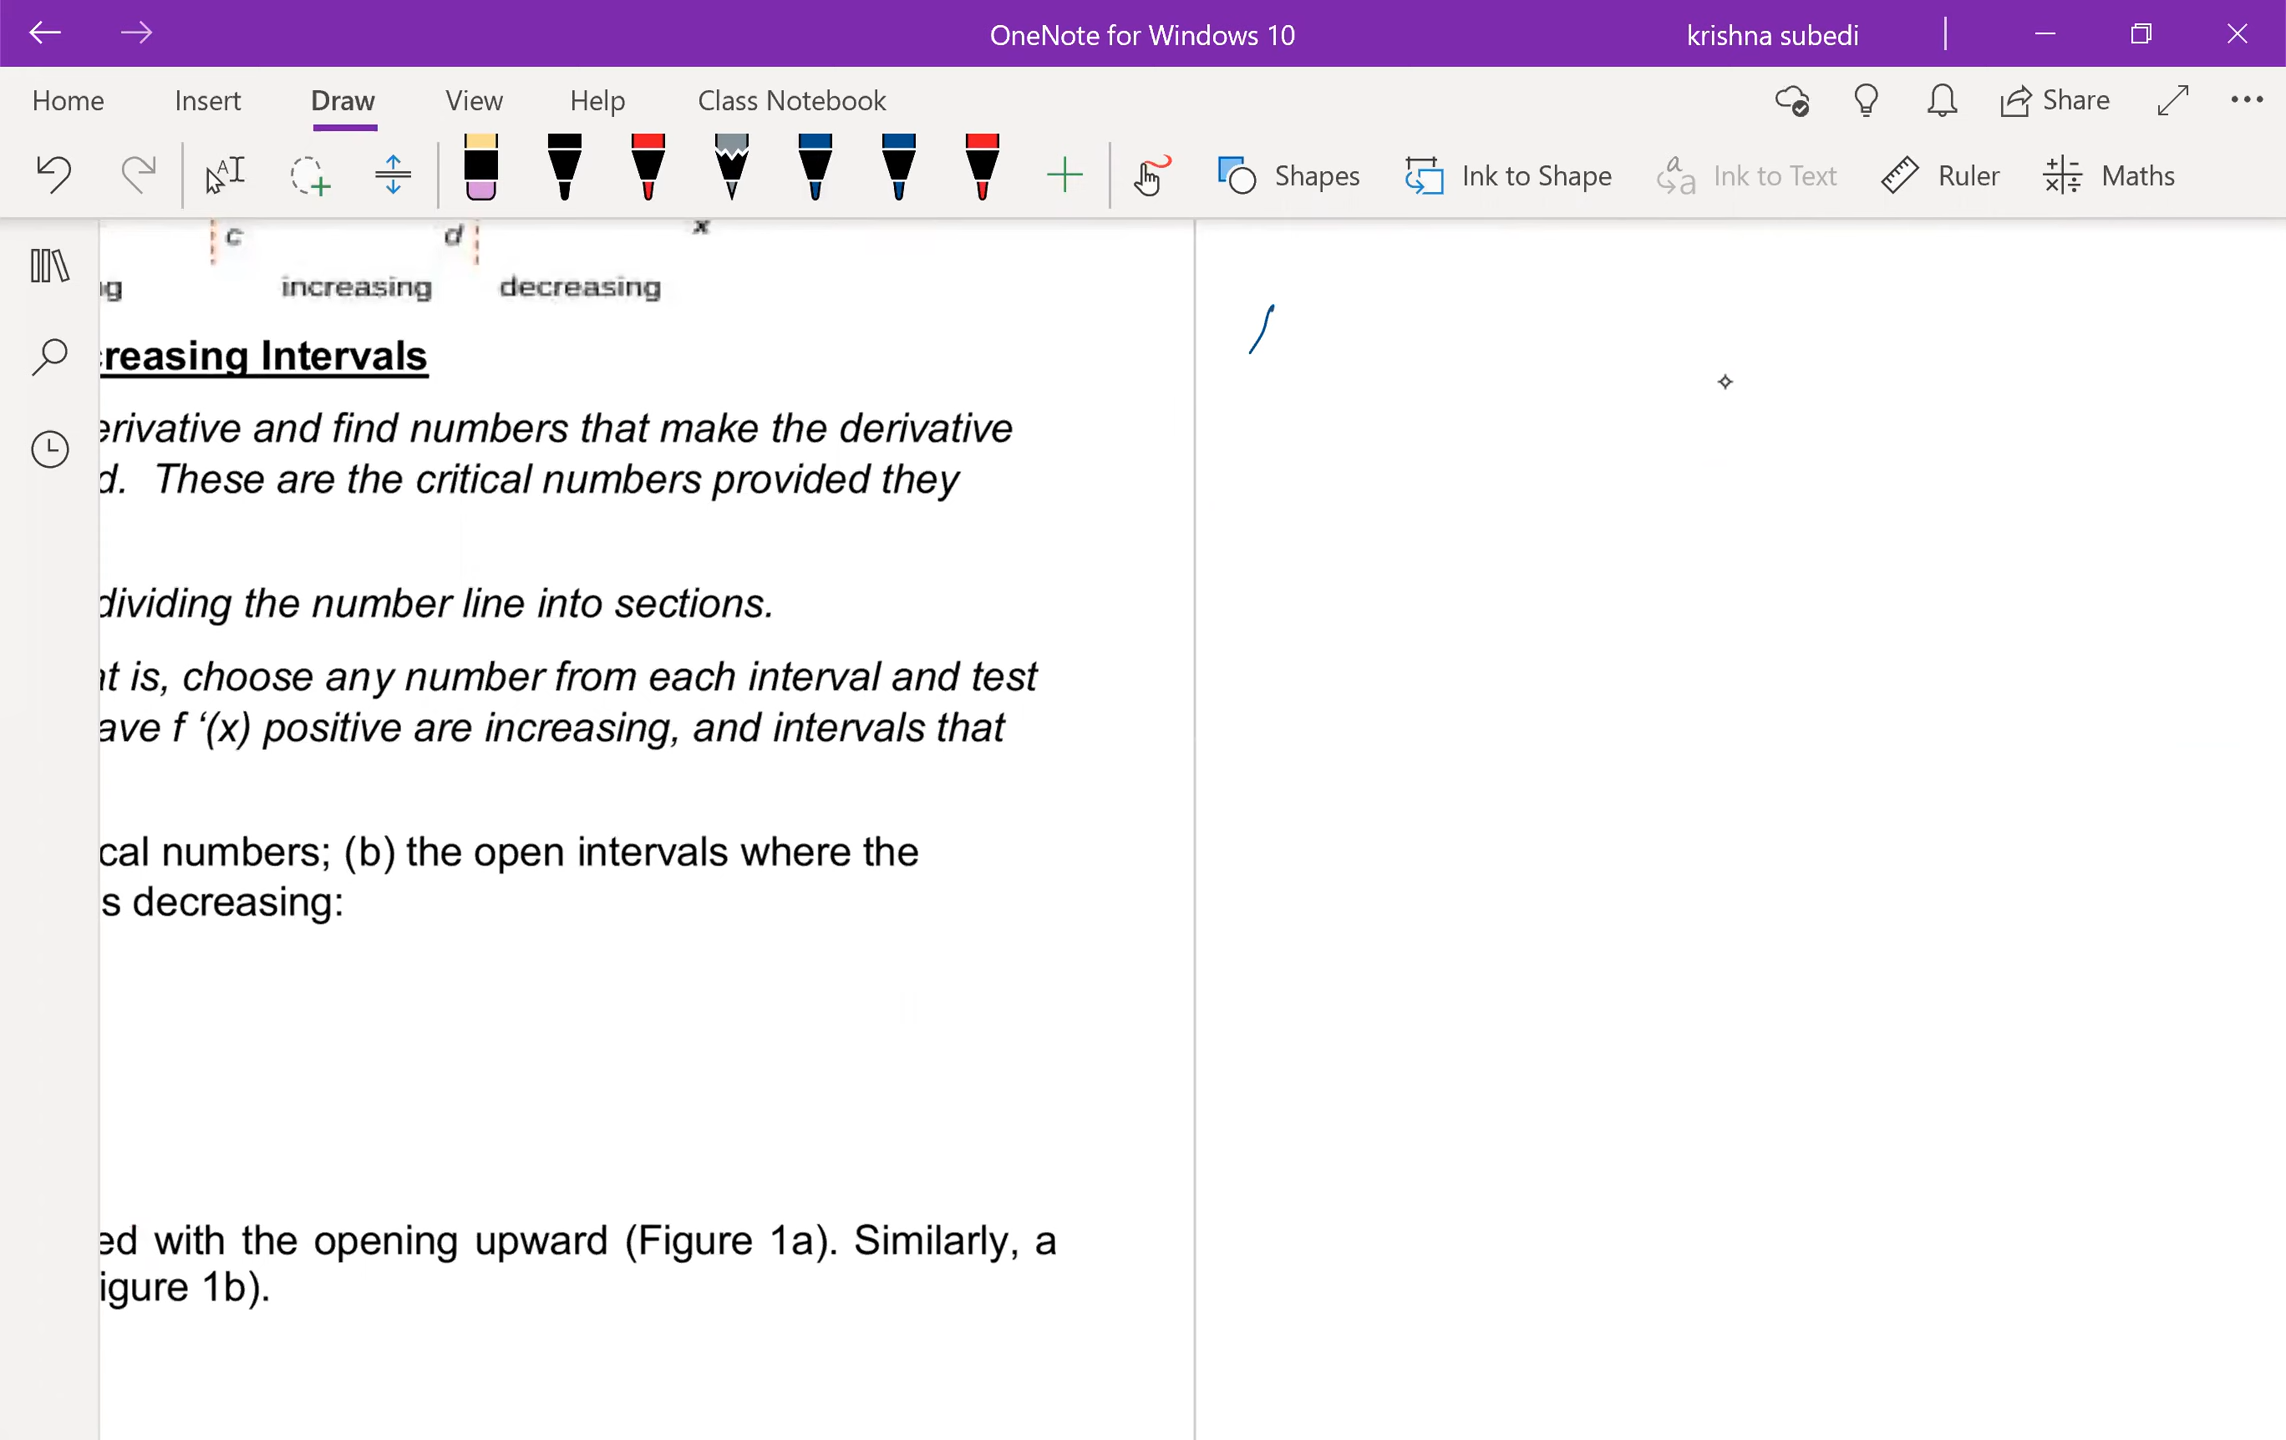 OneNote for Windows 10
krishna subedi
Home Insert Draw View Help Class Notebook
Share
Shapes Ink to Shape Ink to Text Ruler Maths
c d x
increasing decreasing
creasing Intervals
erivative and find numbers that make the derivative
d. These are the critical numbers provided they
dividing the number line into sections.
at is, choose any number from each interval and test
ave f ‘(x) positive are increasing, and intervals that
cal numbers; (b) the open intervals where the
s decreasing:
ed with the opening upward (Figure 1a). Similarly, a
igure 1b).